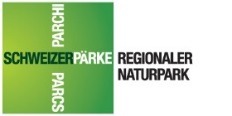 PARCHI
SCHWEIZER PÄRKE
PARCS
REGIONALER
NATURPARK